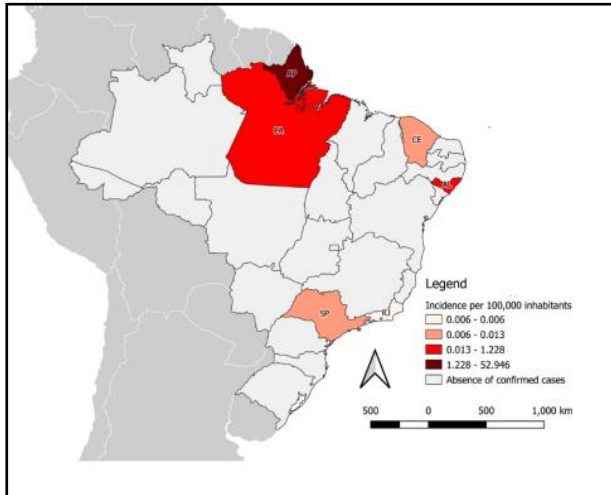 AP
PA
CE
AL
SP
RJ
Legend
Incidence per 100,000 inhabitants
0.006 - 0.006
0.006 - 0.013
0.013 - 1.228
1.228 - 52.946
Absence of confirmed cases
500 0 500 1,000 km